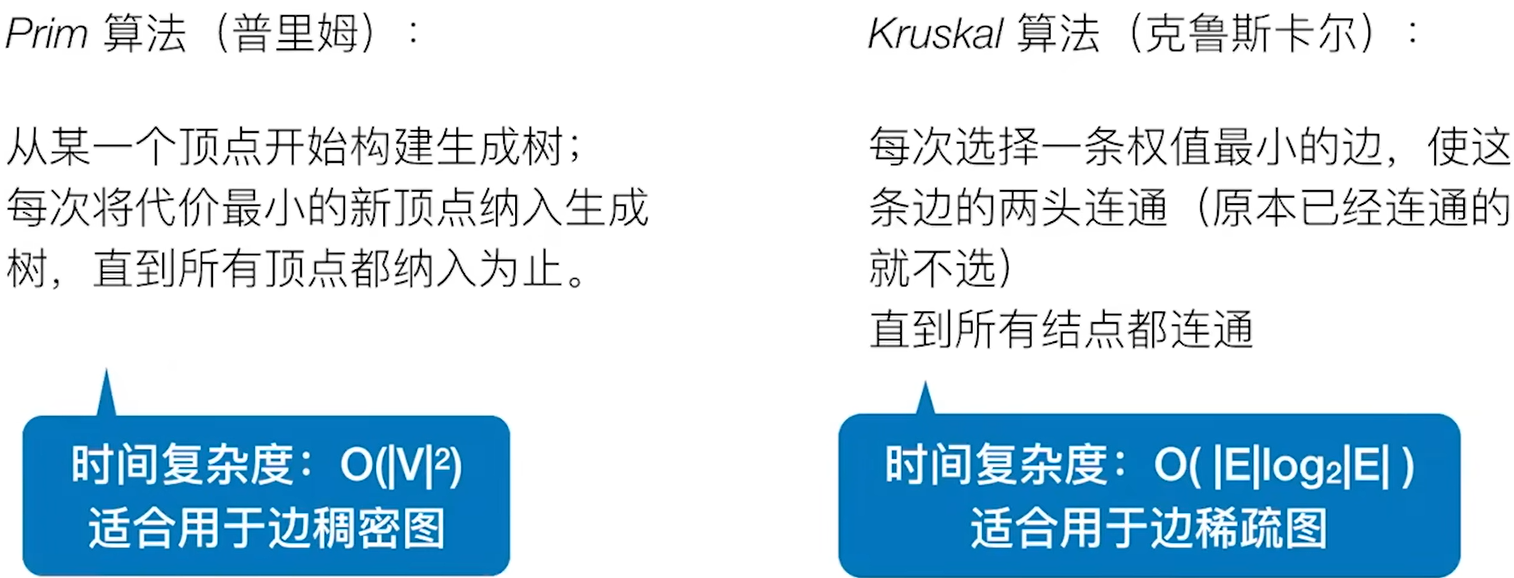 Prim 算法（普里姆）：
从某一个顶点开始构建生成树；
每次将代价最小的新顶点纳入生成
树，直到所有顶点都纳入为止。
时间复杂度：O(|V|²)
适合用于边稠密图
Kruskal 算法（克鲁斯卡尔）：
每次选择一条权值最小的边，使这
条边的两头连通（原本已经连通的
就不选）
直到所有结点都连通
时间复杂度：O( |E|log₂|E| )
适合用于边稀疏图